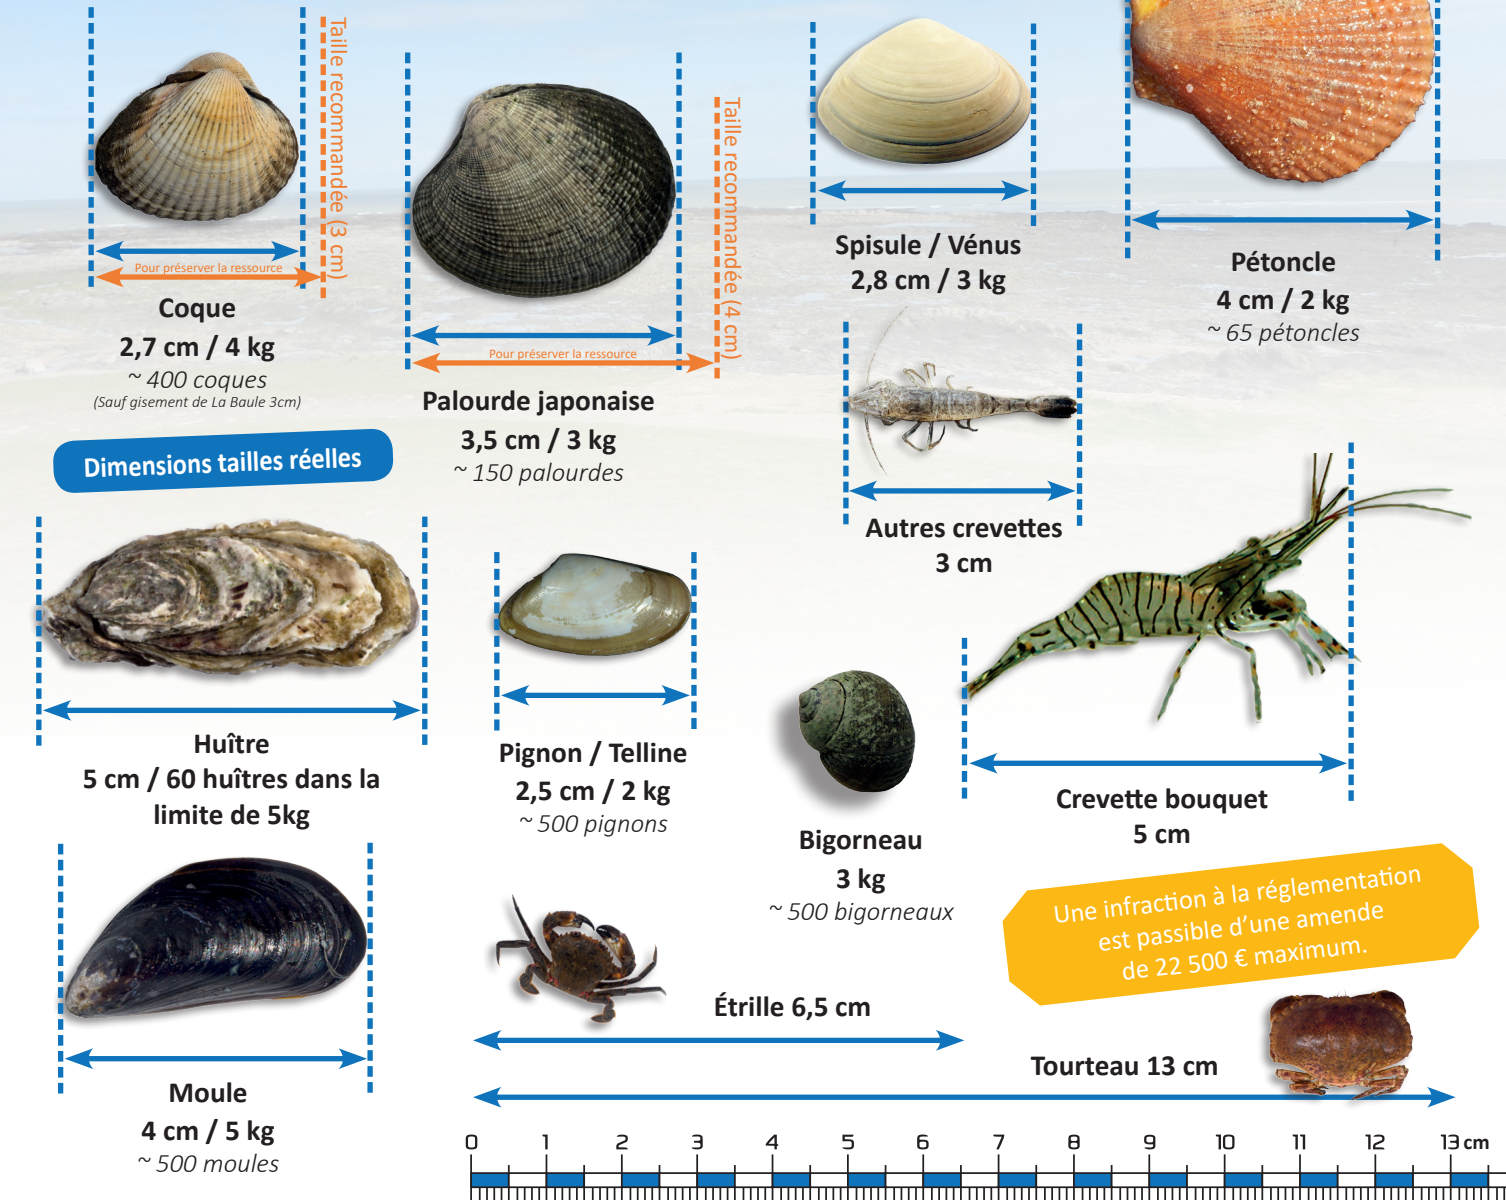 Taille recommandée (3 cm)
Pour préserver la ressource
Coque
2,7 cm / 4 kg
~ 400 coques
(Sauf gisement de La Baule 3cm)
Taille recommandée (4 cm)
Pour préserver la ressource
Palourde japonaise
3,5 cm / 3 kg
~ 150 palourdes
Spisule / Vénus
2,8 cm / 3 kg
Pétoncle
4 cm / 2 kg
~ 65 pétoncles
Dimensions tailles réelles
Autres crevettes
3 cm
Huître
5 cm / 60 huîtres dans la
limite de 5kg
Pignon / Telline
2,5 cm / 2 kg
~ 500 pignons
Bigorneau
3 kg
~ 500 bigorneaux
Crevette bouquet
5 cm
Une infraction à la réglementation
est passible d'une amende
de 22 500 € maximum.
Moule
4 cm / 5 kg
~ 500 moules
Étrille 6,5 cm
Tourteau 13 cm
0 1 2 3 4 5 6 7 8 9 10 11 12 13 cm